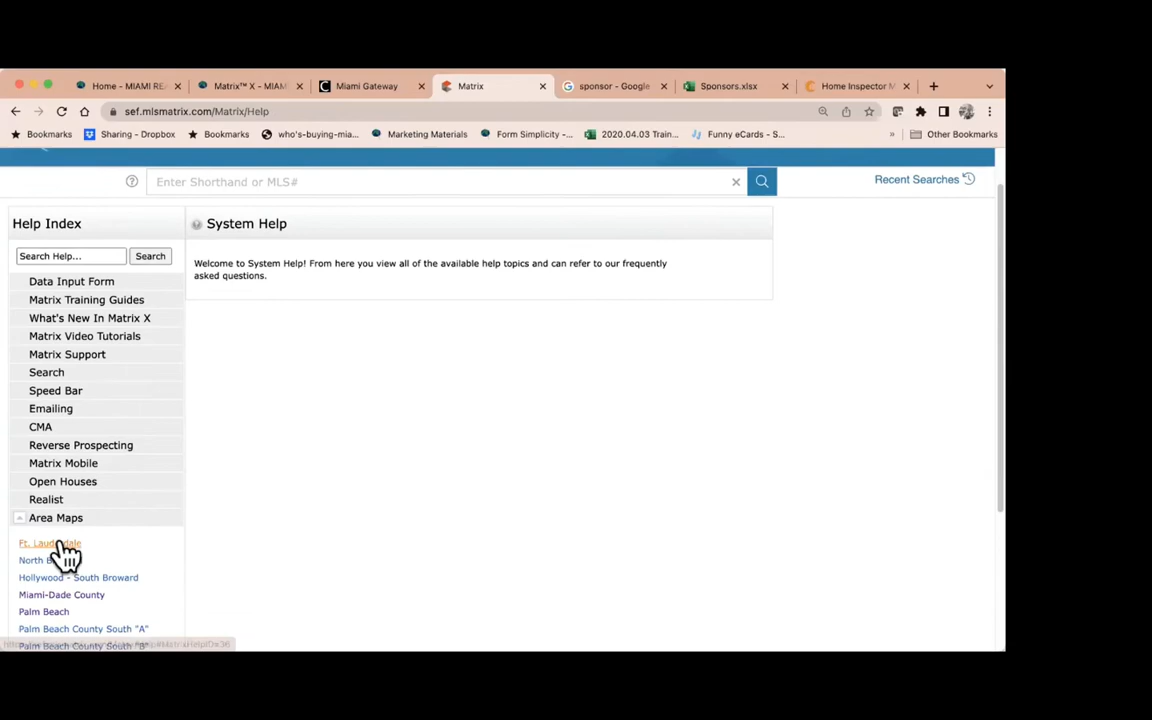 Home - MIAMI RE
Matrix™ X - MIAM
Miami Gateway
Matrix
sponsor - Google
Sponsors.xlsx
Home Inspector M
sef.mlsmatrix.com/Matrix/Help
Bookmarks
Sharing - Dropbox
Bookmarks
who's-buying-mia...
Marketing Materials
Form Simplicity -...
2020.04.03 Train...
Funny eCards - S...
»
Other Bookmarks
Enter Shorthand or MLS#
Recent Searches
Help Index
System Help
Search Help...
Search
Welcome to System Help! From here you view all of the available help topics and can refer to our frequently
asked questions.
Data Input Form
Matrix Training Guides
What's New In Matrix X
Matrix Video Tutorials
Matrix Support
Search
Speed Bar
Emailing
CMA
Reverse Prospecting
Matrix Mobile
Open Houses
Realist
Area Maps
Ft. Lauderdale
North
Hollywood - South Broward
Miami-Dade County
Palm Beach
Palm Beach County South "A"
Palm Beach County South "B"